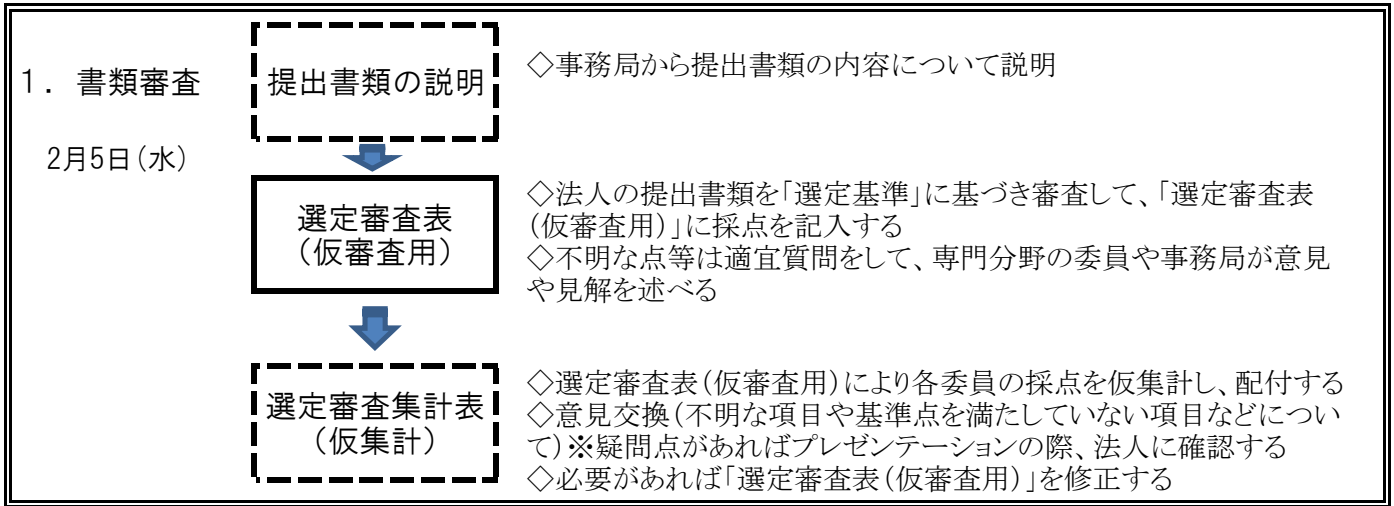 1. 書類審査
2月5日(水)
提出書類の説明
◇事務局から提出書類の内容について説明
選定審査表
(仮審査用)
◇法人の提出書類を「選定基準」に基づき審査して、「選定審査表
(仮審査用)」に採点を記入する
◇不明な点等は適宜質問をして、専門分野の委員や事務局が意見
や見解を述べる
選定審査集計表
(仮集計)
◇選定審査表(仮審査用)により各委員の採点を仮集計し、配付する
◇意見交換(不明な項目や基準点を満たしていない項目などについ
て)※疑問点があればプレゼンテーションの際、法人に確認する
◇必要があれば「選定審査表(仮審査用)」を修正する